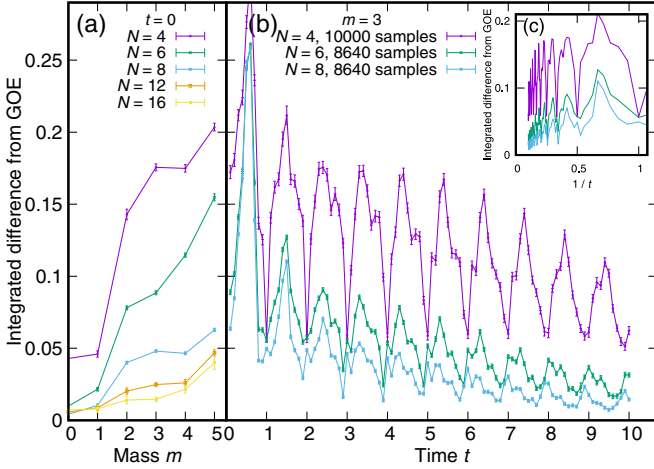 (a)
t=0
N = 4
N = 6
N = 8
N = 12
N = 16
Integrated difference from GOE
0
0.05
0.1
0.15
0.2
0.25
0 1 2 3 4 5
Mass m
(b)
m = 3
N = 4, 10000 samples
N = 6, 8640 samples
N = 8, 8640 samples
0 1 2 3 4 5 6 7 8 9 10
Time t
(c)
Integrated difference from GOE
0.2
0.1
0
0 0.5 1
1 / t